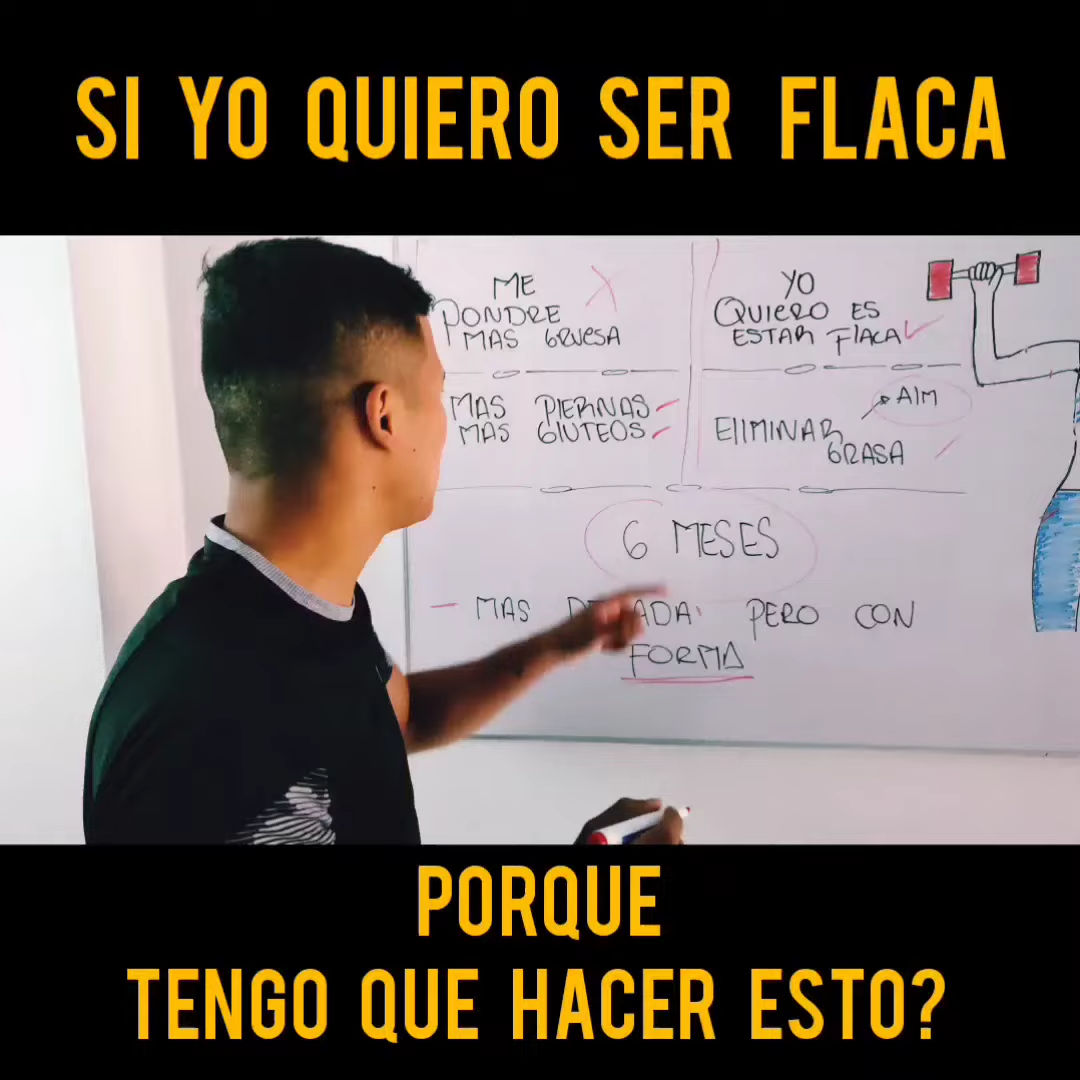 SI YO QUIERO SER FLACA
ME
PONDRE
MAS GRUESA
YO
QUIERO ES
ESTAR FlACA
MAS PIERNAS
MAS GlUTEOS
AIM
ElIMINAR
GRASA
6 MESES
MAS PERO CON
FORMA
PORQUE
TENGO QUE HACER ESTO?